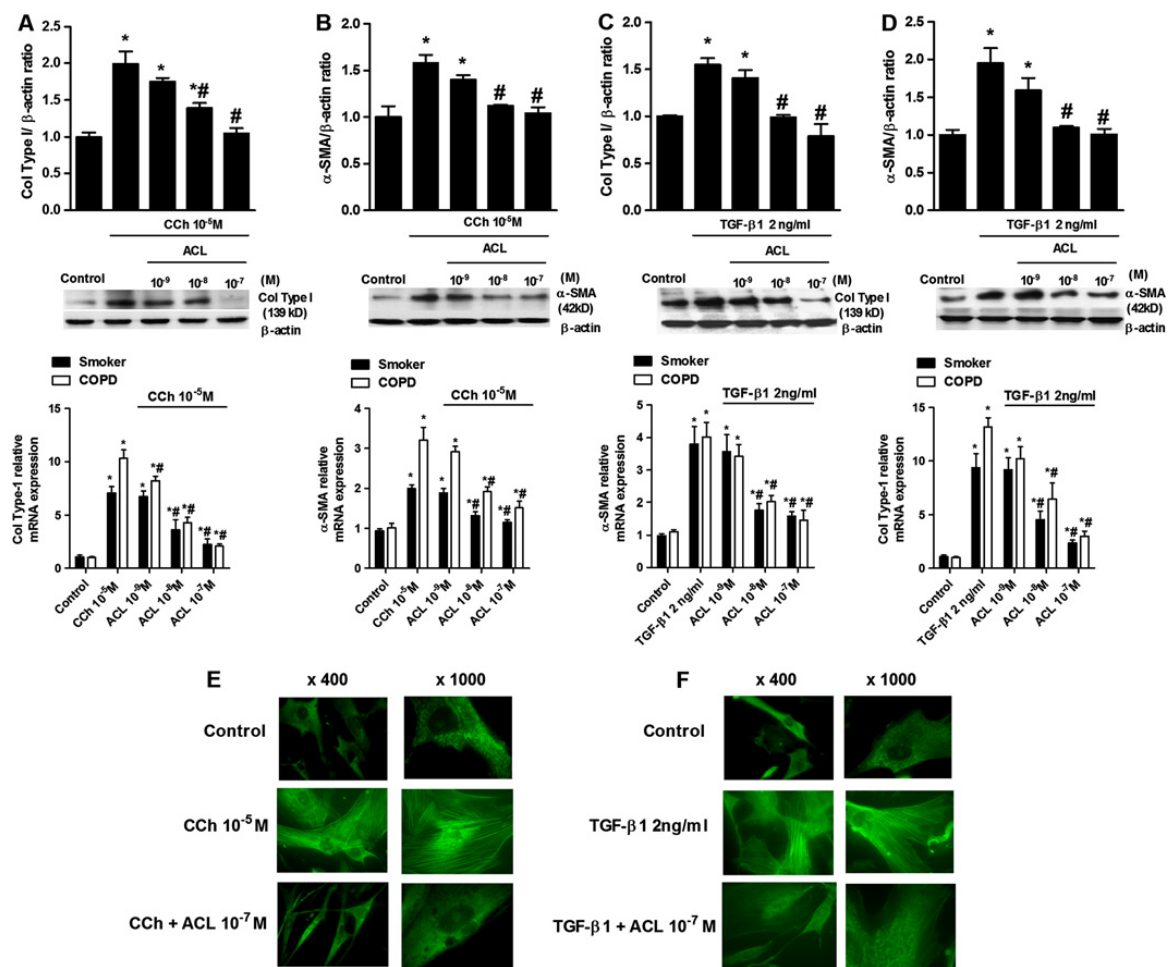 A
Col Type I/ β-actin ratio
2.5
2.0
1.5
1.0
0.5
0.0
*
*
*#
#
CCh 10⁻⁵M
ACL
Control
10⁻⁹
10⁻⁸
10⁻⁷
(M)
Col Type I
(139 kD)
β-actin
B
α-SMA/β-actin ratio
2.0
1.5
1.0
0.5
0.0
*
*
#
#
CCh 10⁻⁵M
ACL
Control
10⁻⁹
10⁻⁸
10⁻⁷
(M)
α-SMA
(42kD)
β-actin
C
Col Type I/ β-actin ratio
2.0
1.5
1.0
0.5
0.0
*
*
#
#
TGF-β1 2 ng/ml
ACL
Control
10⁻⁹
10⁻⁸
10⁻⁷
(M)
Col Type I
(139 kD)
β-actin
D
α-SMA/β-actin ratio
2.5
2.0
1.5
1.0
0.5
0.0
*
*
#
#
TGF-β1 2 ng/ml
ACL
Control
10⁻⁹
10⁻⁸
10⁻⁷
(M)
α-SMA
(42kD)
β-actin
Smoker
COPD
CCh 10⁻⁵M
Col Type-1 relative
mRNA expression
15
10
5
0
*
*
*
*#
*#
*#
*#
*#
Control
CCh 10⁻⁵M
ACL 10⁻⁹M
ACL 10⁻⁸M
ACL 10⁻⁷M
Smoker
COPD
CCh 10⁻⁵M
α-SMA relative
mRNA expression
4
3
2
1
0
*
*
*
*
*#
*#
*#
*#
Control
CCh 10⁻⁵M
ACL 10⁻⁹M
ACL 10⁻⁸M
ACL 10⁻⁷M
Smoker
COPD
TGF-β1 2ng/ml
α-SMA relative
mRNA expression
5
4
3
2
1
0
*
*
*
*
*#
*#
*#
*#
Control
TGF-β1 2 ng/ml
ACL 10⁻⁹M
ACL 10⁻⁸M
ACL 10⁻⁷M
Smoker
COPD
TGF-β1 2ng/ml
Col Type-1 relative
mRNA expression
15
10
5
0
*
*
*
*
*#
*#
*#
*#
Control
TGF-β1 2 ng/ml
ACL 10⁻⁹M
ACL 10⁻⁸M
ACL 10⁻⁷M
E
x 400
x 1000
Control
CCh 10⁻⁵M
CCh + ACL 10⁻⁷M
F
x 400
x 1000
Control
TGF-β1 2ng/ml
TGF-β1 + ACL 10⁻⁷ M